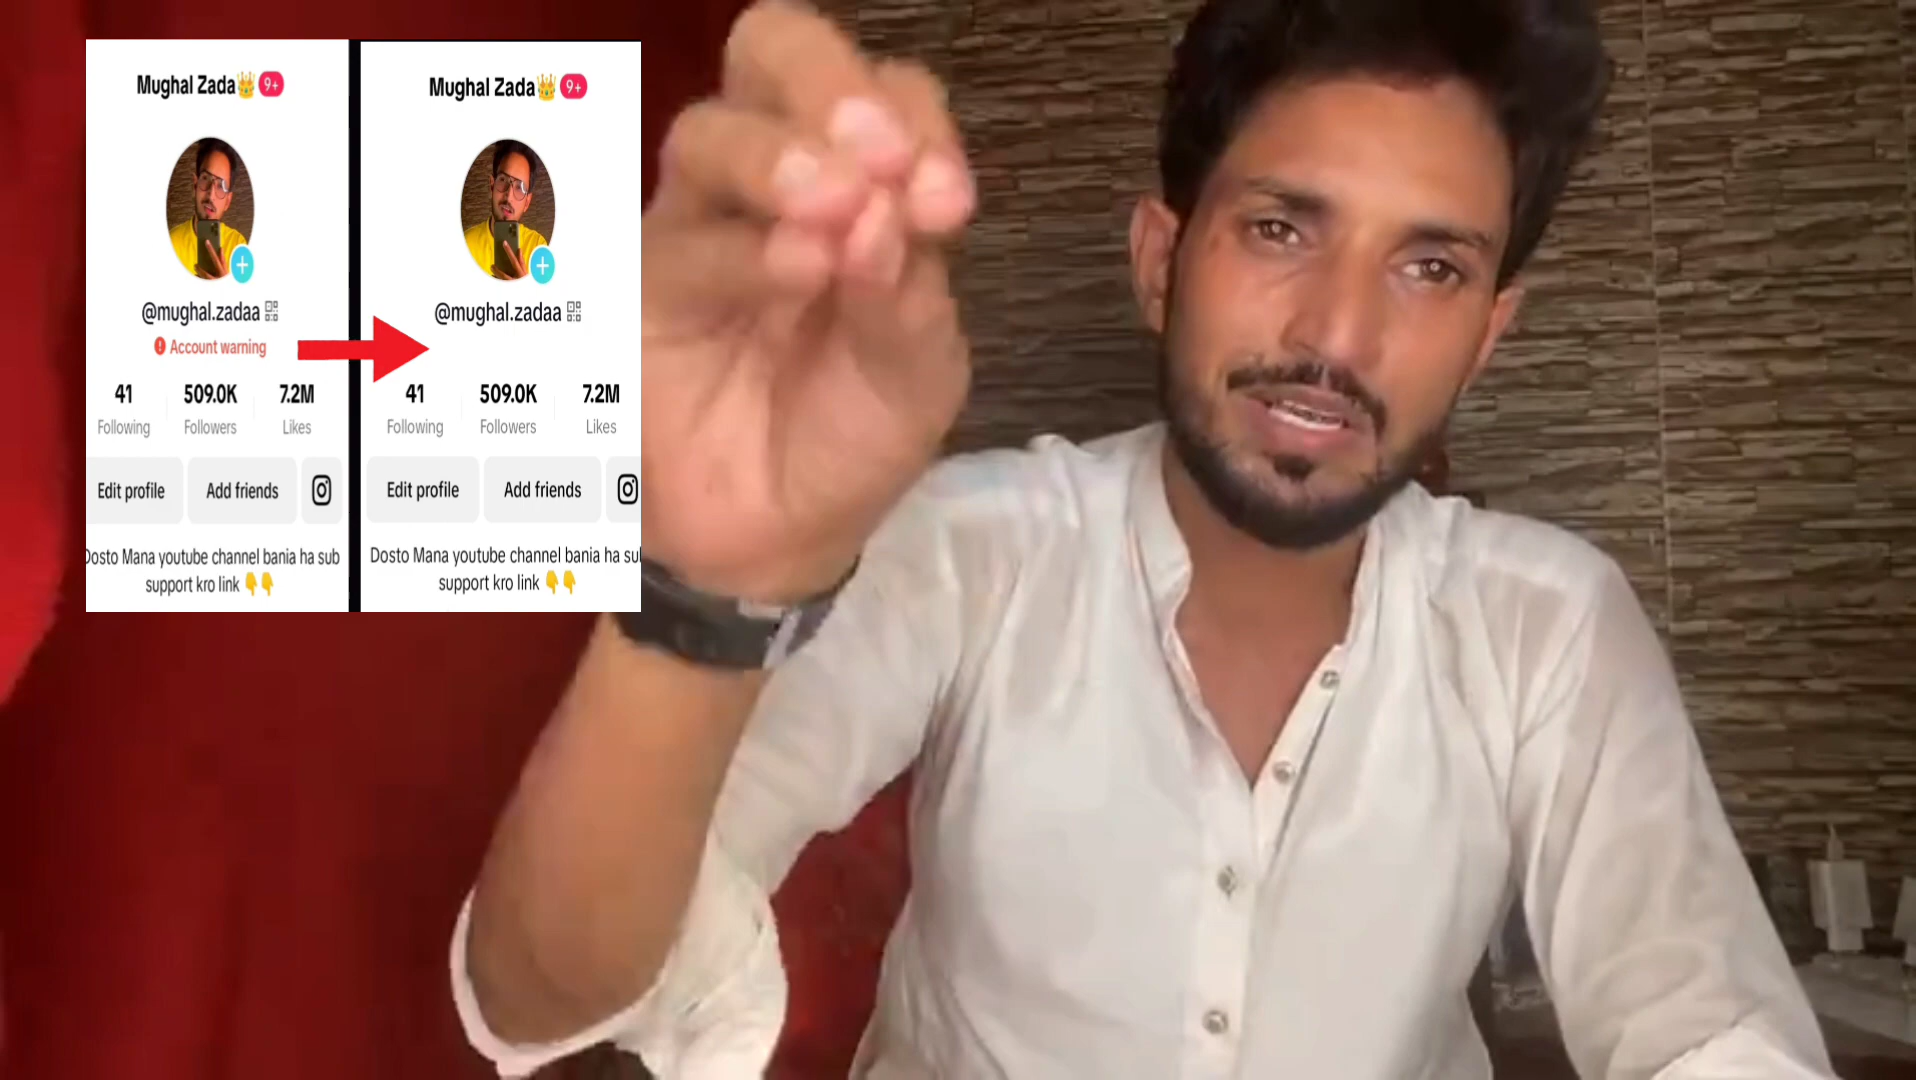 Mughal Zada👑 9+
@mughal.zadaa
Account warning
41 509.0K 7.2M
Following Followers Likes
Edit profile Add friends
Dosto Mana youtube channel bania ha sub
support kro link 👇👇
Mughal Zada👑 9+
@mughal.zadaa
41 509.0K 7.2M
Following Followers Likes
Edit profile Add friends
Dosto Mana youtube channel bania ha su
support kro link 👇👇